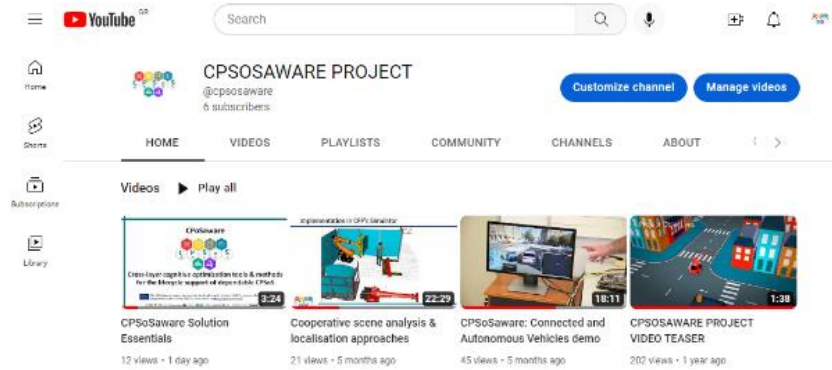 YouTube GR
Search
Home
Shorts
Subscriptions
Library
CPSOSAWARE PROJECT
@cpsosaware
6 subscribers
Customize channel
Manage videos
HOME VIDEOS PLAYLISTS COMMUNITY CHANNELS ABOUT
Videos Play all
CPSoSaware
Cross-layer cognitive optimization tools & methods
for the lifecycle support of dependable CPSoS
3:24
Implementation in CPF's Simulator
22:29
18:11
1:38
CPSoSaware Solution
Essentials
12 views • 1 day ago
Cooperative scene analysis &
localisation approaches
21 views • 5 months ago
CPSoSaware: Connected and
Autonomous Vehicles demo
45 views • 5 months ago
CPSOSAWARE PROJECT
VIDEO TEASER
202 views • 1 year ago